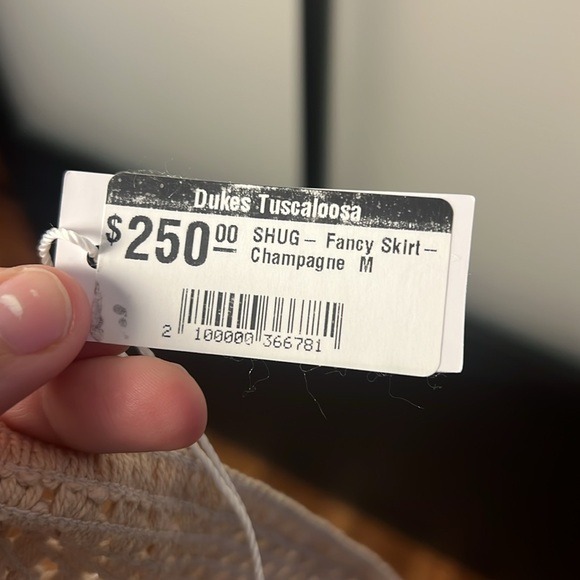 Dukes Tuscaloosa
$250.00 SHUG - Fancy Skirt -
Champagne M
2 100000 366781